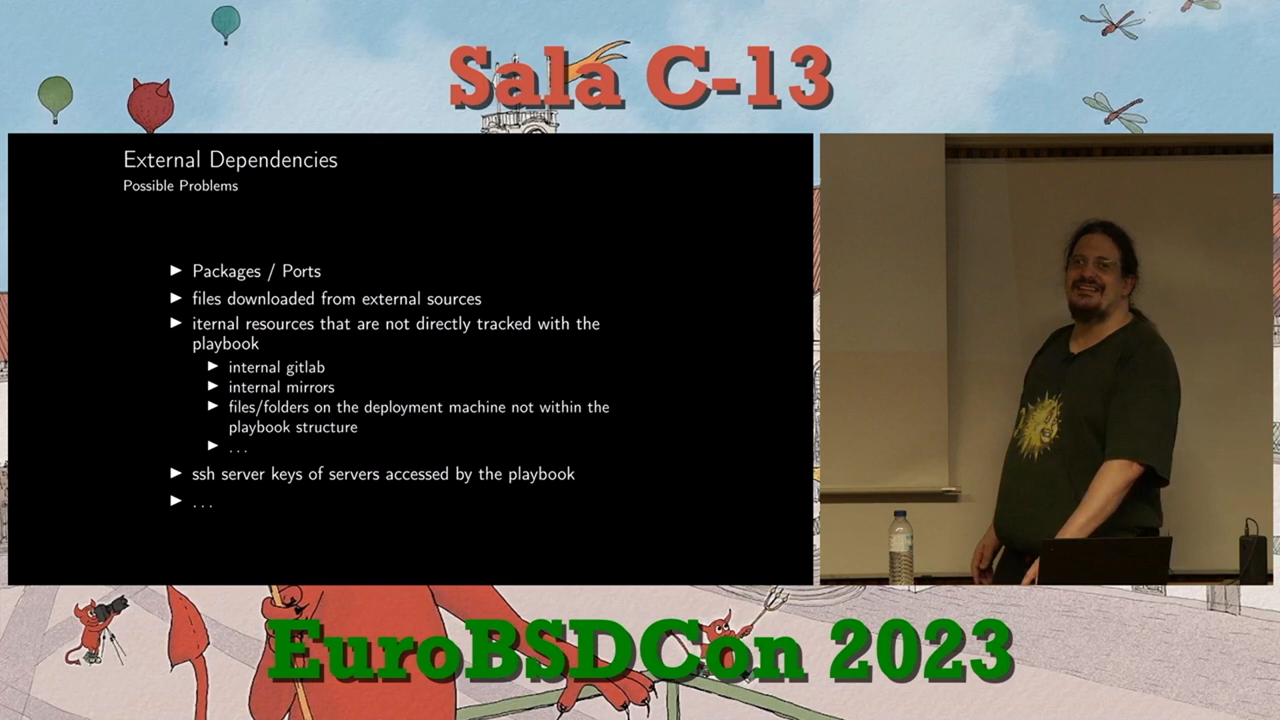 Sala C-13
External Dependencies
Possible Problems
▶ Packages / Ports
▶ files downloaded from external sources
▶ iternal resources that are not directly tracked with the
playbook
▶ internal gitlab
▶ internal mirrors
▶ files/folders on the deployment machine not within the
playbook structure
▶ ...
▶ ssh server keys of servers accessed by the playbook
▶ ...
EuroBSDCon 2023